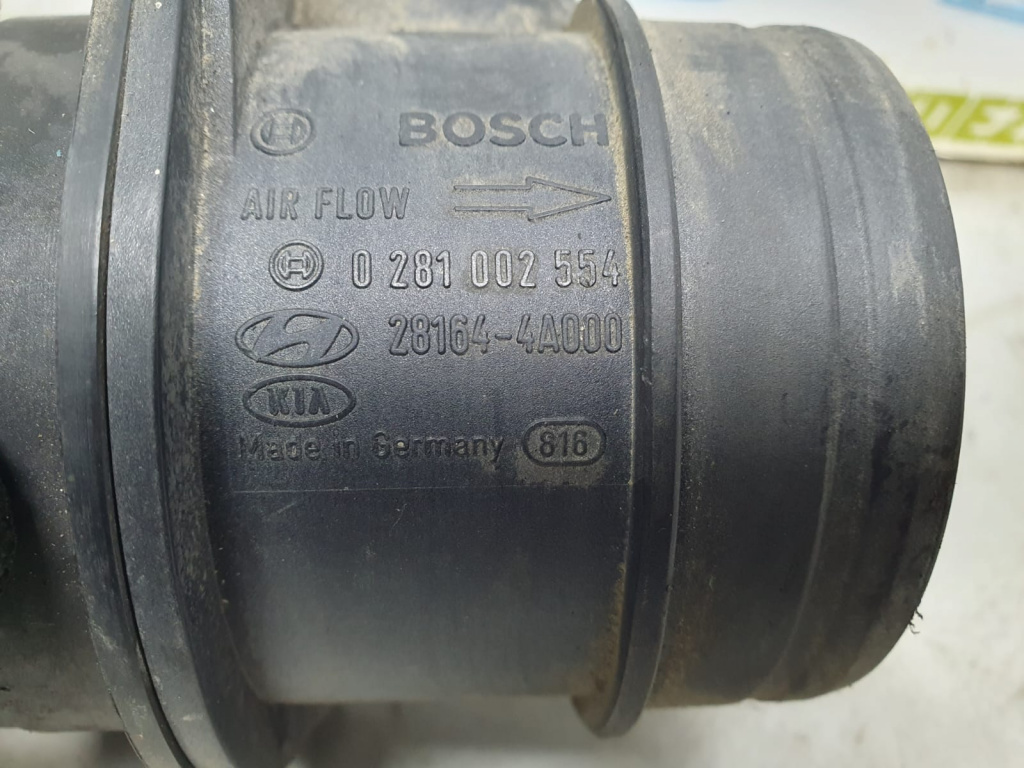 BOSCH
AIR FLOW
0 281 002 554
28164-4A000
KIA
Made in Germany 816